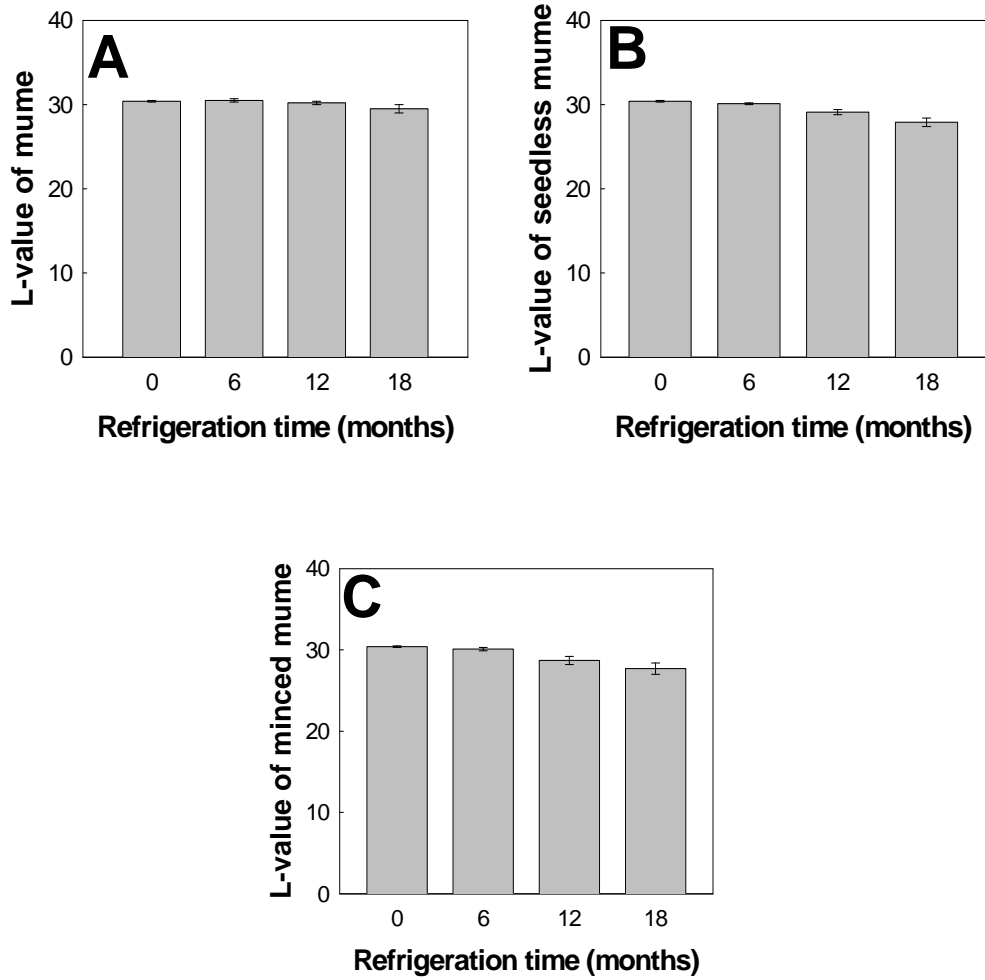 A
L-value of mume
40
30
20
10
0
0 6 12 18
Refrigeration time (months)
B
L-value of seedless mume
40
30
20
10
0
0 6 12 18
Refrigeration time (months)
C
L-value of minced mume
40
30
20
10
0
0 6 12 18
Refrigeration time (months)